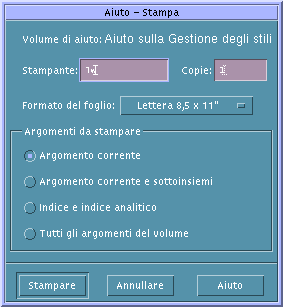 Aiuto – Stampa
Volume di aiuto: Aiuto sulla Gestione degli stili
Stampante: Copie: 1
Formato del foglio: Lettera 8,5 x 11"
Argomenti da stampare
Argomento corrente
Argomento corrente e sottoinsiemi
Indice e indice analitico
Tutti gli argomenti del volume
Stampare Annullare Aiuto